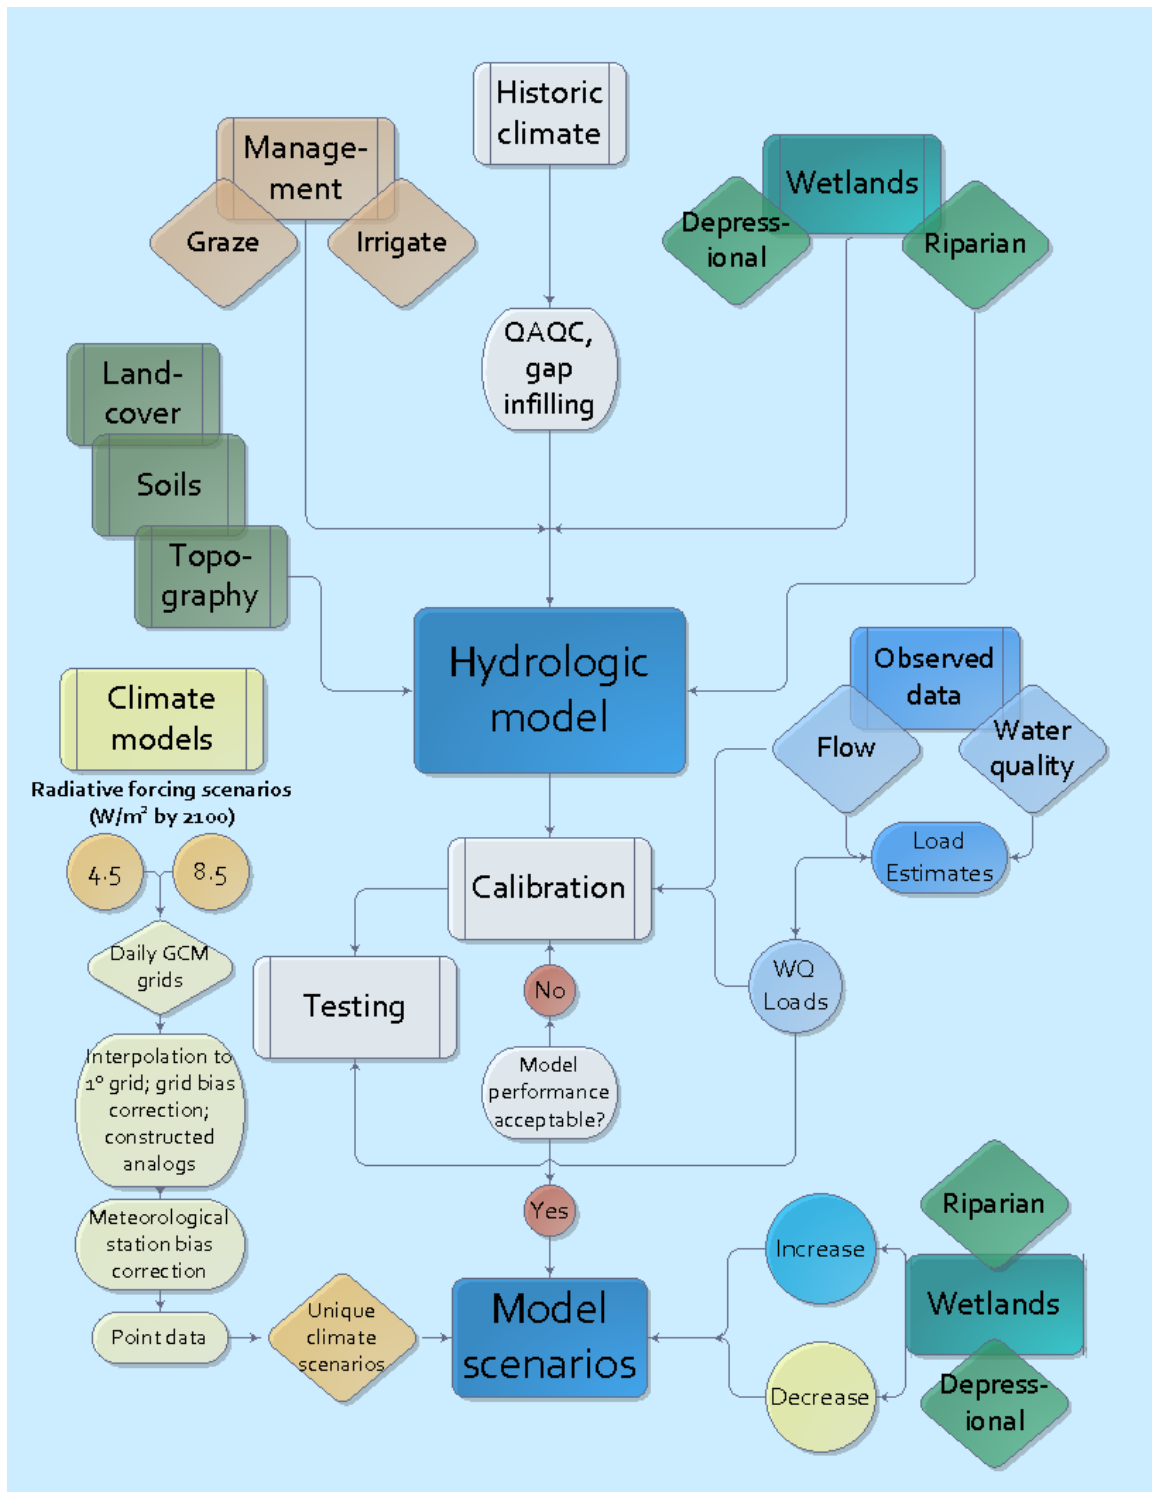 Historic
climate
Manage-
ment
Graze
Irrigate
Wetlands
Depress-
ional
Riparian
QAQC,
gap
infilling
Land-
cover
Soils
Topo-
graphy
Hydrologic
model
Observed
data
Flow
Water
quality
Load
Estimates
Climate
models
Radiative forcing scenarios
(W/m² by 2100)
4.5
8.5
Calibration
Daily GCM
grids
Testing
No
WQ
Loads
Interpolation to
1° grid; grid bias
correction;
constructed
analogs
Model
performance
acceptable?
Meteorological
station bias
correction
Yes
Riparian
Increase
Wetlands
Point data
Unique
climate
scenarios
Model
scenarios
Decrease
Depress-
ional